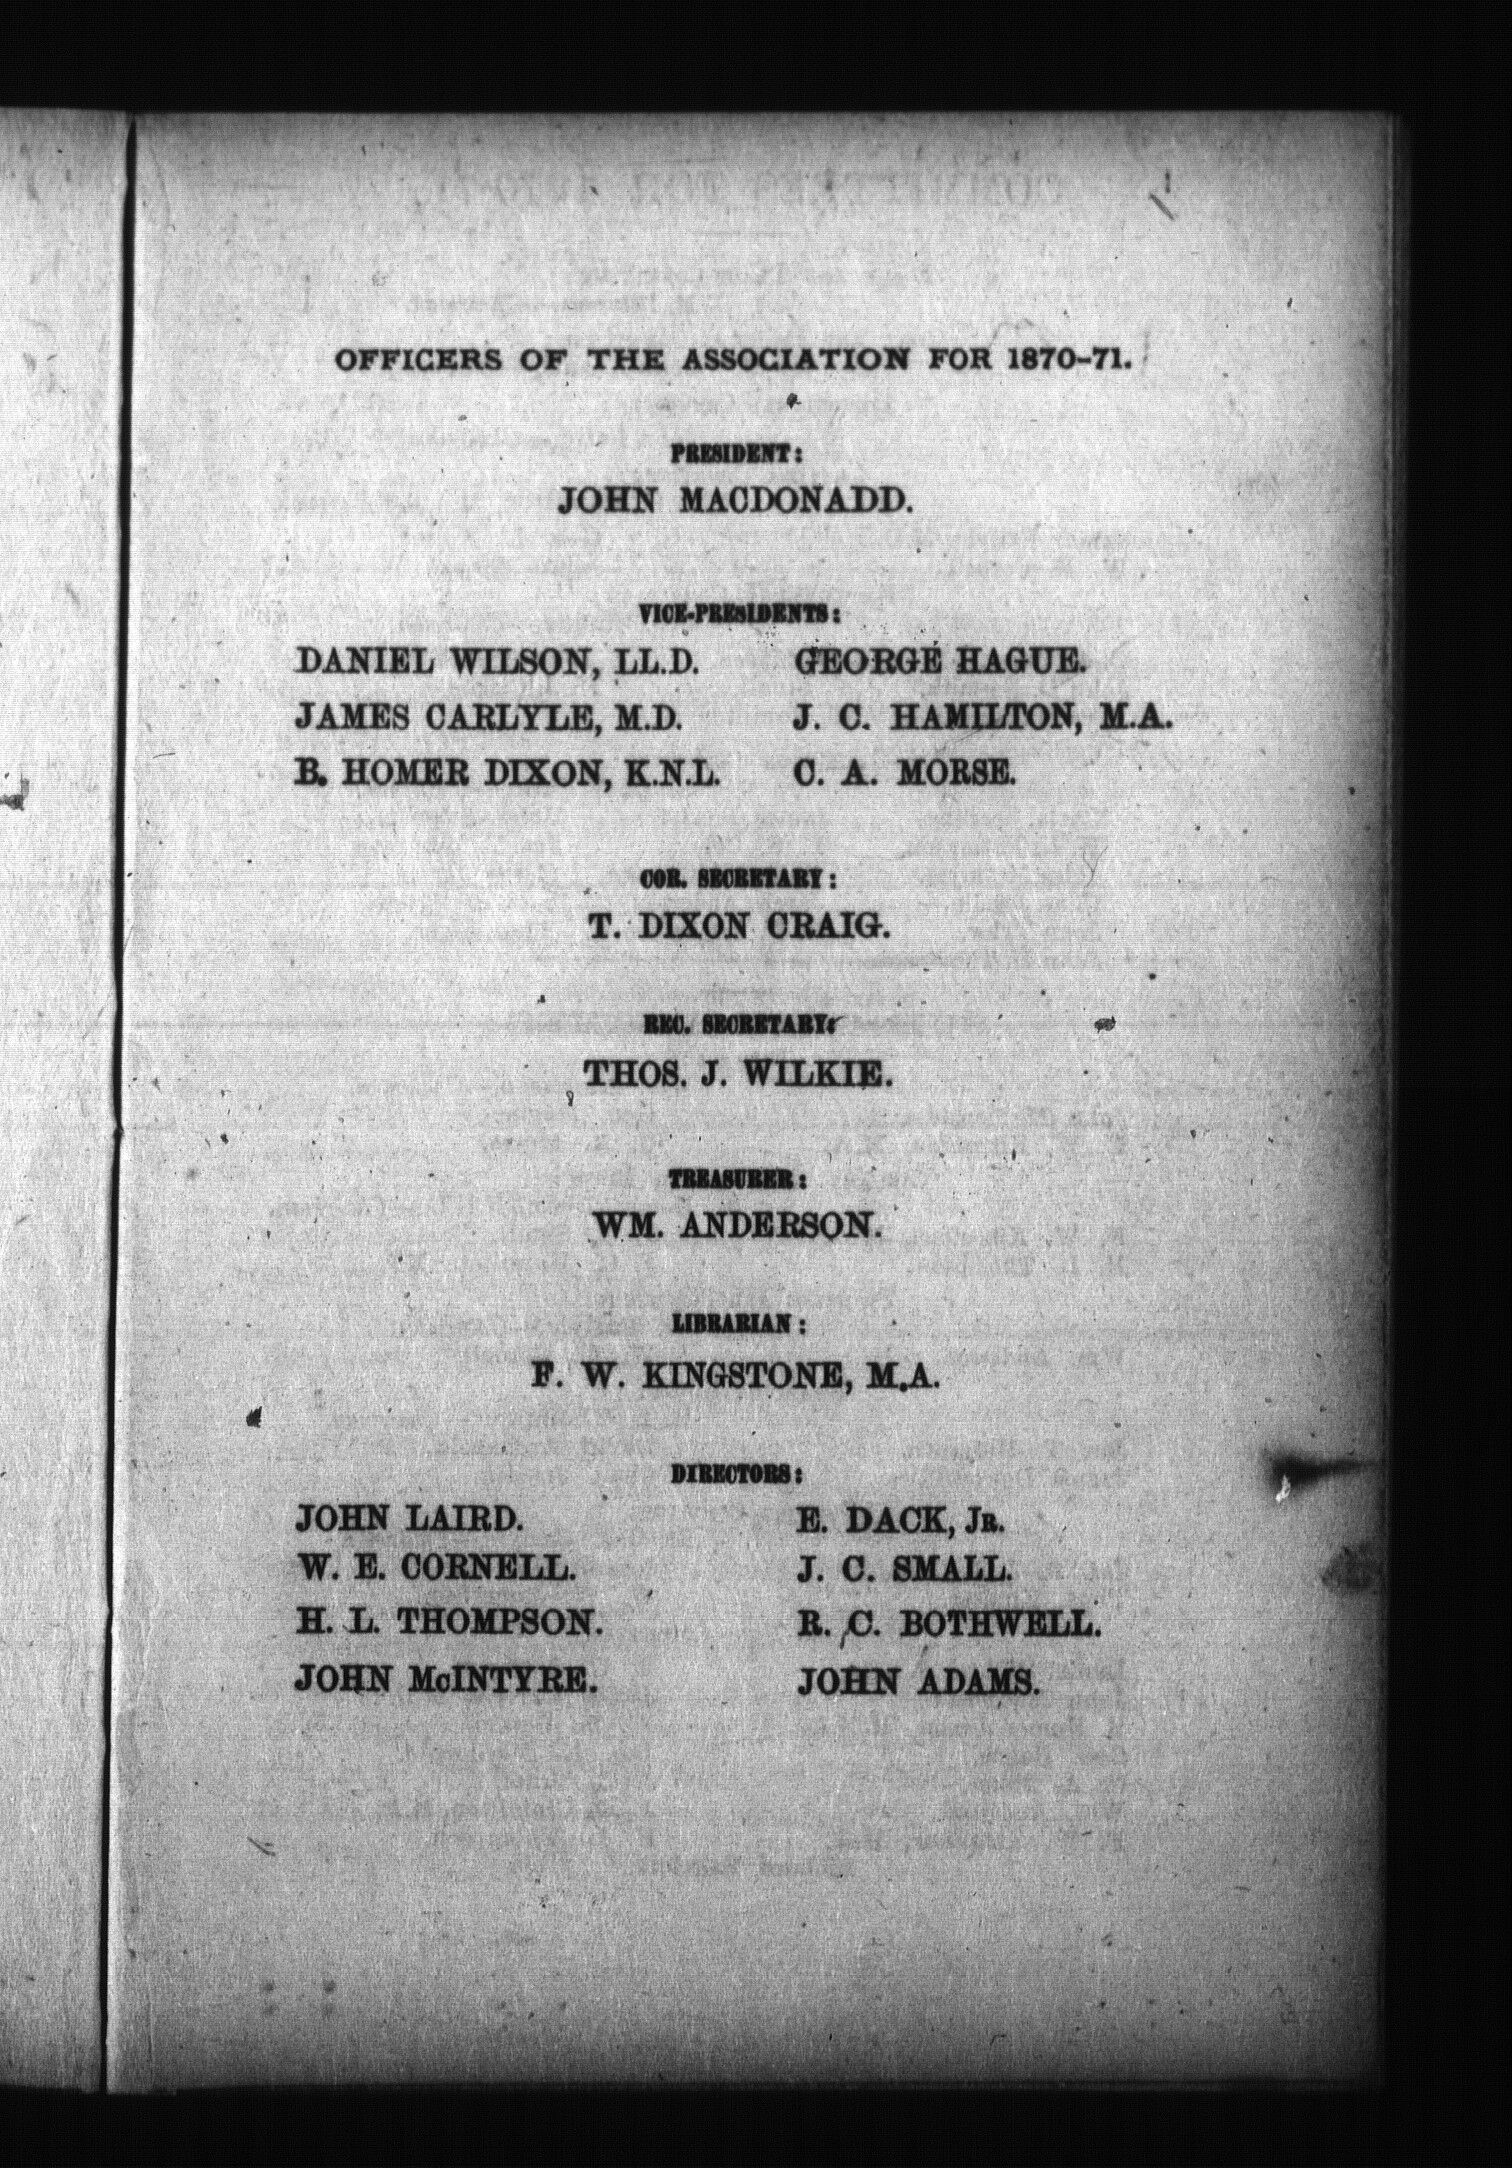 OFFICERS OF THE ASSOCIATION FOR 1870-71.
PRESIDENT:
JOHN MACDONADD.
VICE-PRESIDENTS:
DANIEL WILSON, LL.D. GEORGE HAGUE.
JAMES CARLYLE, M.D. J. C. HAMILTON, M.A.
B. HOMER DIXON, K.N.L. C. A. MORSE.
COR. SECRETARY:
T. DIXON CRAIG.
REC. SECRETARY:
THOS. J. WILKIE.
TREASURER:
WM. ANDERSON.
LIBRARIAN:
F. W. KINGSTONE, M.A.
DIRECTORS:
JOHN LAIRD. E. DACK, JR.
W. E. CORNELL. J. C. SMALL.
H. L. THOMPSON. R. C. BOTHWELL.
JOHN McINTYRE. JOHN ADAMS.